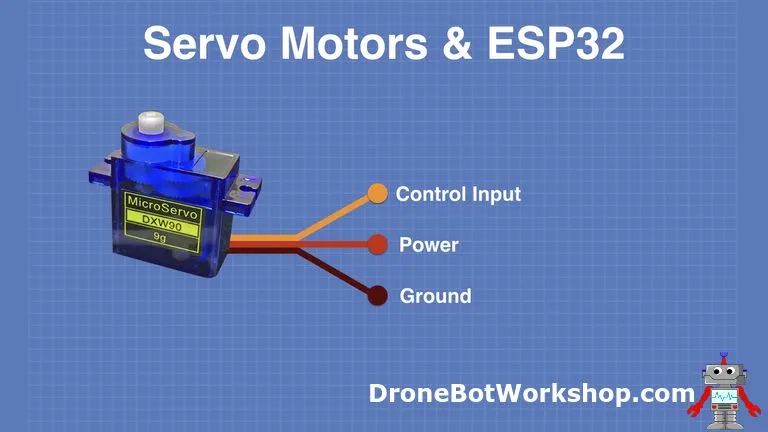 Servo Motors & ESP32
MicroServo
DXW90
9g
Control Input
Power
Ground
DroneBotWorkshop.com